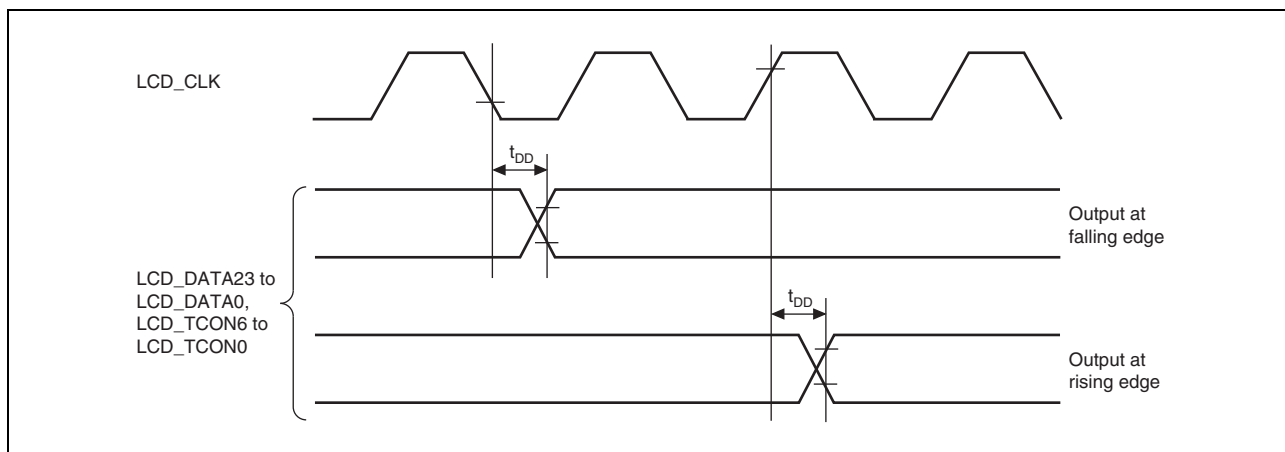 LCD_CLK
tDD
Output at
falling edge
LCD_DATA23 to
LCD_DATA0,
LCD_TCON6 to
LCD_TCON0
tDD
Output at
rising edge